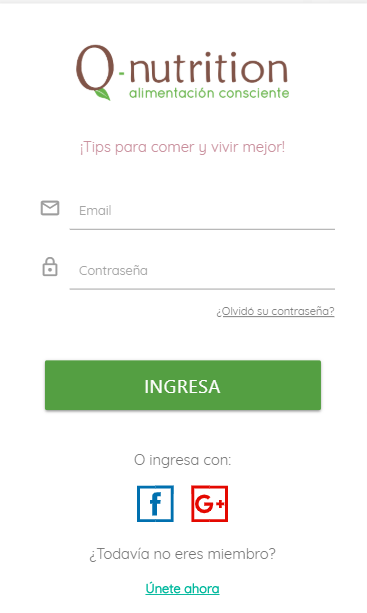 Q-nutrition
alimentación consciente
¡Tips para comer y vivir mejor!
Email
Contraseña
¿Olvidó su contraseña?
INGRESA
O ingresa con:
f G+
¿Todavía no eres miembro?
Únete ahora